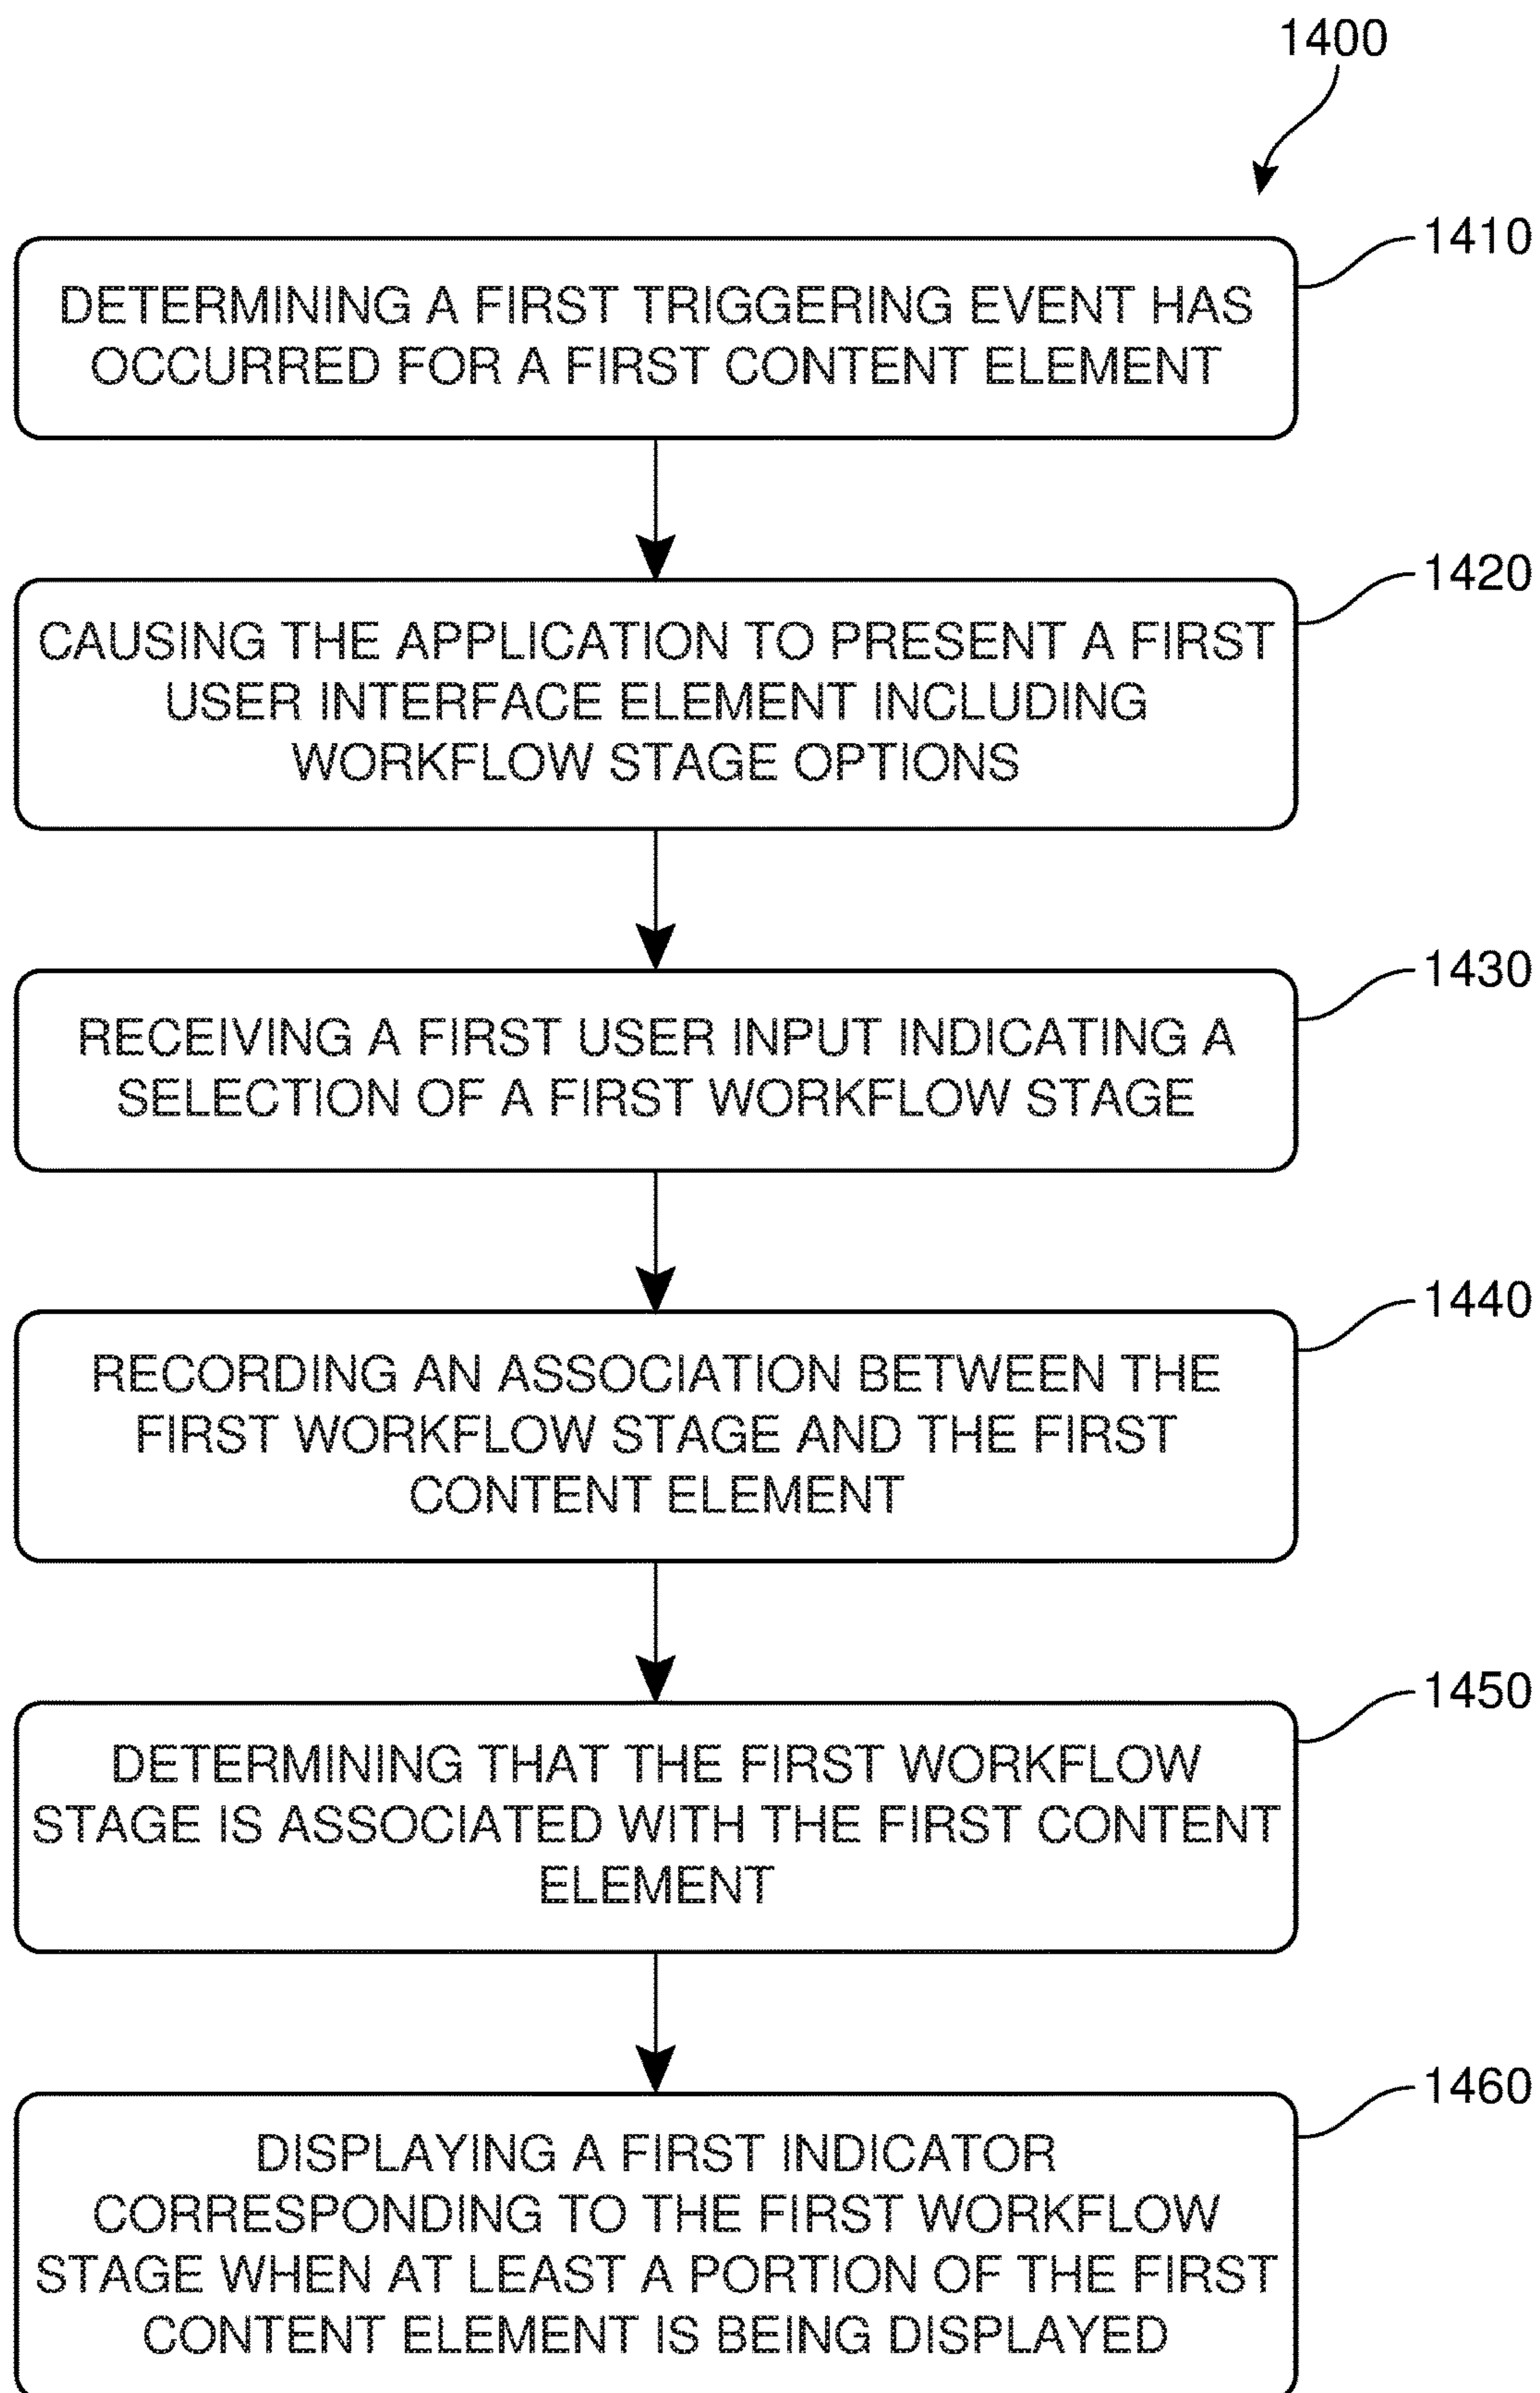 1400
1410
DETERMINING A FIRST TRIGGERING EVENT HAS
OCCURRED FOR A FIRST CONTENT ELEMENT
1420
CAUSING THE APPLICATION TO PRESENT A FIRST
USER INTERFACE ELEMENT INCLUDING
WORKFLOW STAGE OPTIONS
1430
RECEIVING A FIRST USER INPUT INDICATING A
SELECTION OF A FIRST WORKFLOW STAGE
1440
RECORDING AN ASSOCIATION BETWEEN THE
FIRST WORKFLOW STAGE AND THE FIRST
CONTENT ELEMENT
1450
DETERMINING THAT THE FIRST WORKFLOW
STAGE IS ASSOCIATED WITH THE FIRST CONTENT
ELEMENT
1460
DISPLAYING A FIRST INDICATOR
CORRESPONDING TO THE FIRST WORKFLOW
STAGE WHEN AT LEAST A PORTION OF THE FIRST
CONTENT ELEMENT IS BEING DISPLAYED